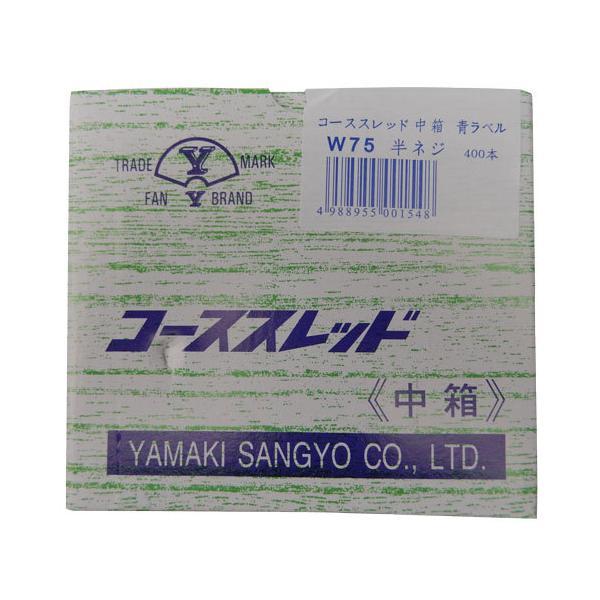 コーススレッド 中箱 青ラベル
W75 半ネジ 400本
4 988955 001548
TRADE Y MARK
FAN Y BRAND
コーススレッド
《中箱》
YAMAKI SANGYO CO., LTD.